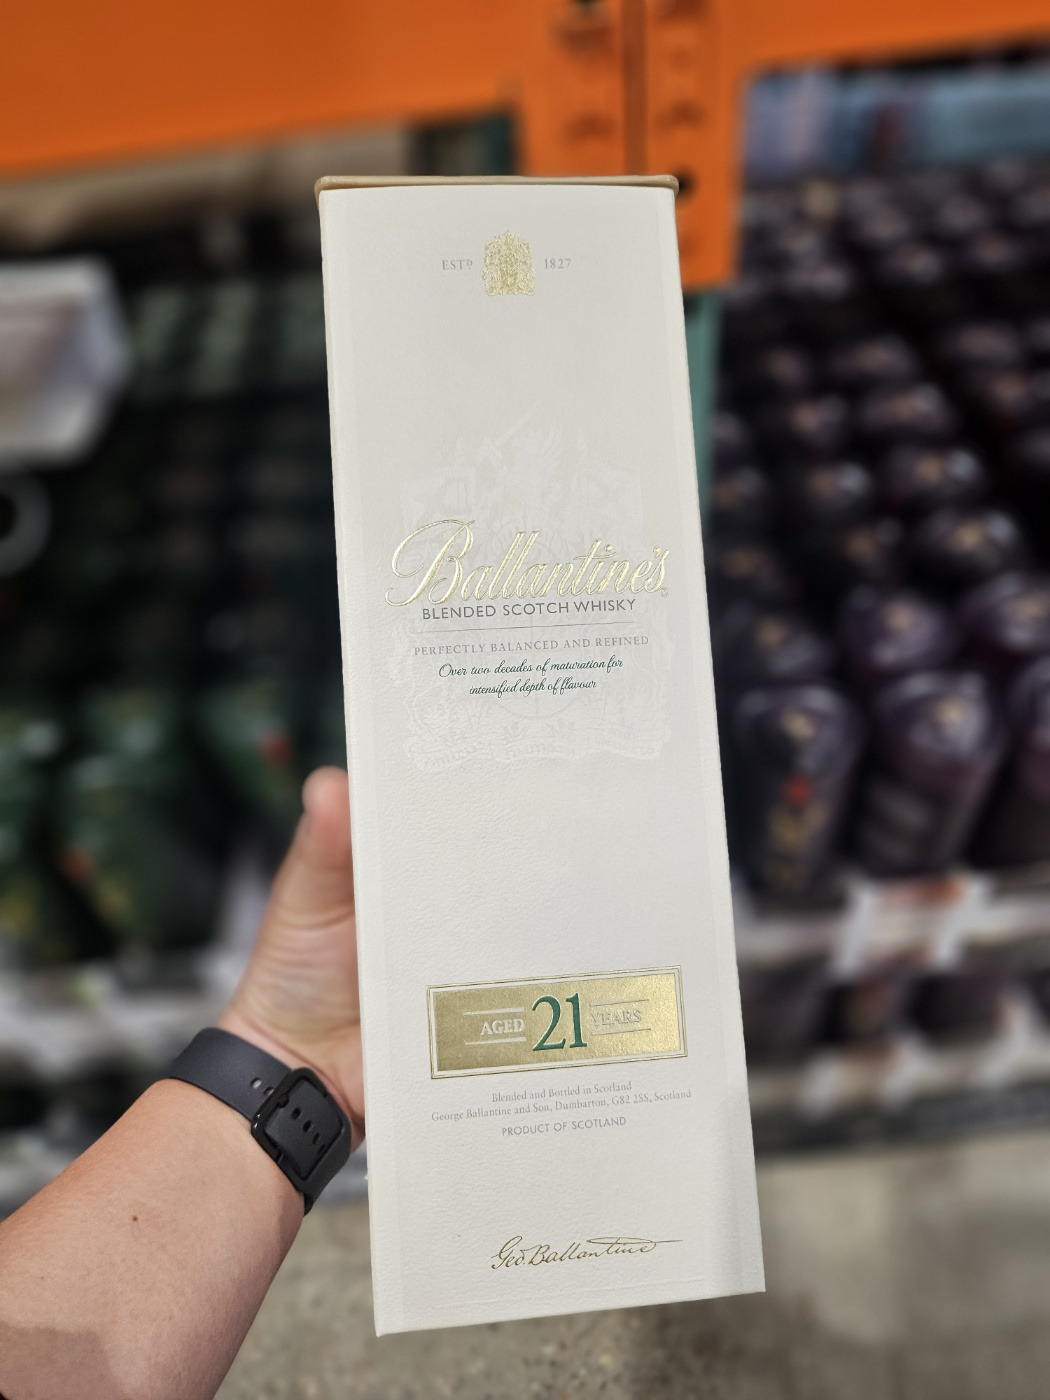 ESTD 1827
Ballantine's
BLENDED SCOTCH WHISKY
PERFECTLY BALANCED AND REFINED
Over two decades of maturation for
intensified depth of flavour
AGED 21 YEARS
Blended and Bottled in Scotland
George Ballantine and Son, Dumbarton, G82 2SS, Scotland
PRODUCT OF SCOTLAND
Geo. Ballantine